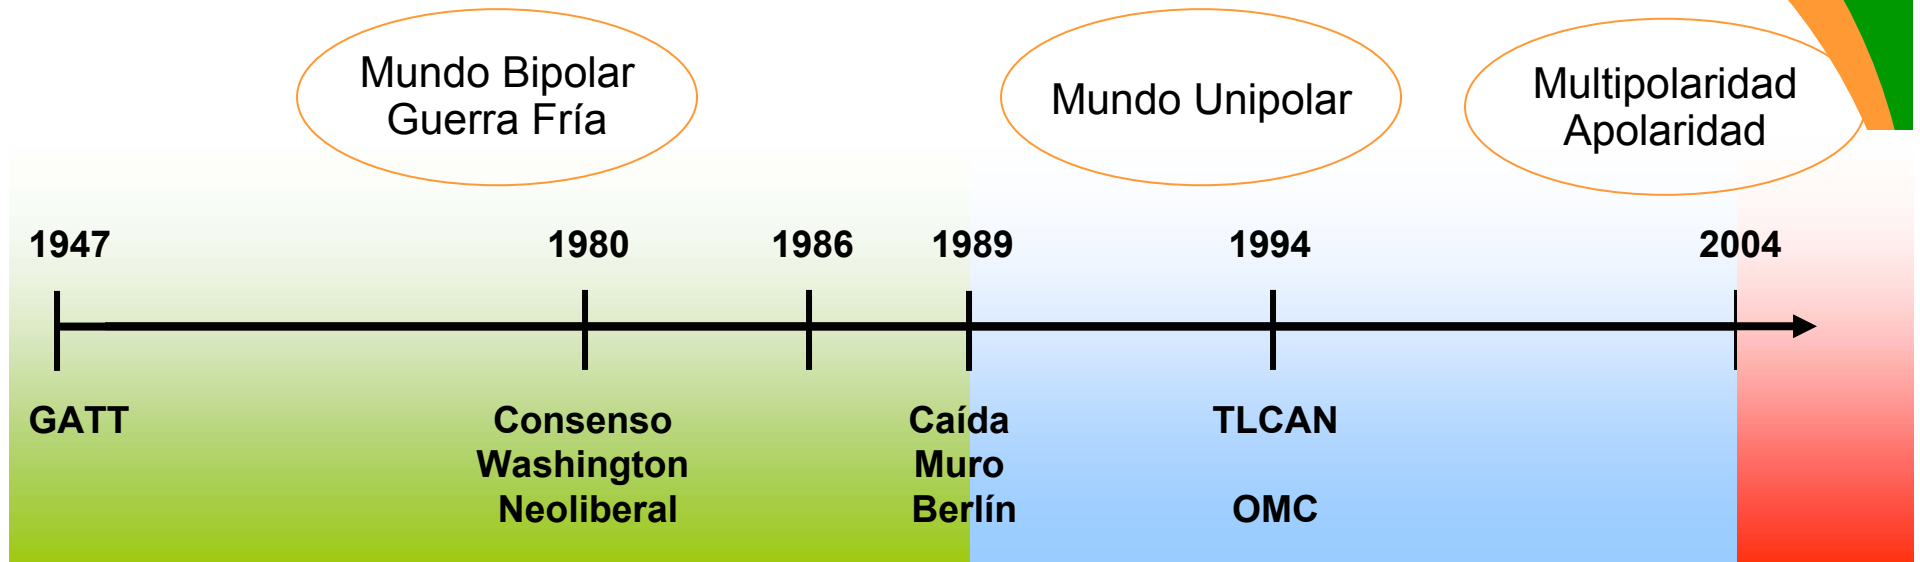 Mundo Bipolar
Guerra Fría
Mundo Unipolar
Multipolaridad
Apolaridad
1947
1980
1986
1989
1994
2004
GATT
Consenso
Washington
Neoliberal
Caída
Muro
Berlín
TLCAN
OMC